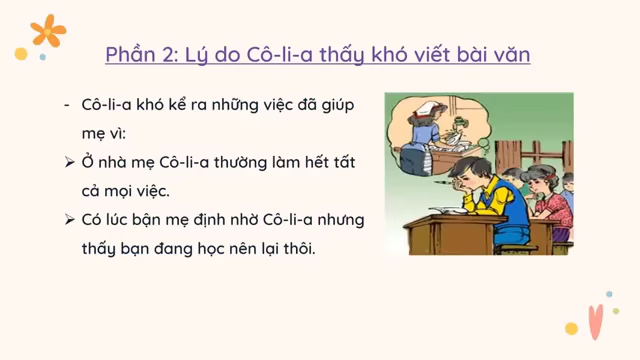 Phần 2: Lý do Cô-li-a thấy khó viết bài văn
- Cô-li-a khó kể ra những việc đã giúp
mẹ vì:
➢ Ở nhà mẹ Cô-li-a thường làm hết tất
cả mọi việc.
➢ Có lúc bận mẹ định nhờ Cô-li-a nhưng
thấy bạn đang học nên lại thôi.